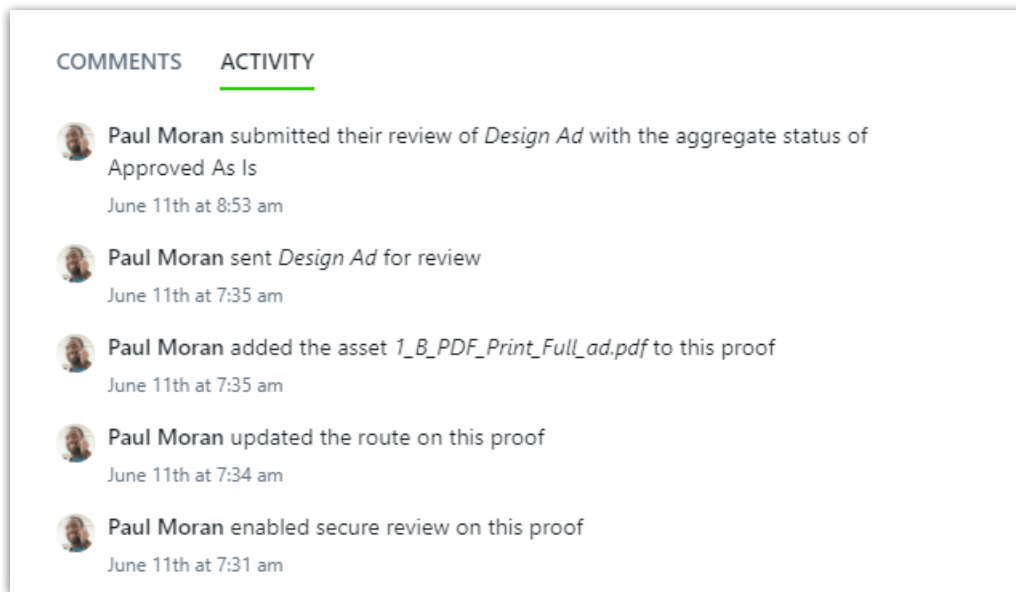 COMMENTS ACTIVITY
Paul Moran submitted their review of Design Ad with the aggregate status of
Approved As Is
June 11th at 8:53 am
Paul Moran sent Design Ad for review
June 11th at 7:35 am
Paul Moran added the asset 1_B_PDF_Print_Full_ad.pdf to this proof
June 11th at 7:35 am
Paul Moran updated the route on this proof
June 11th at 7:34 am
Paul Moran enabled secure review on this proof
June 11th at 7:31 am